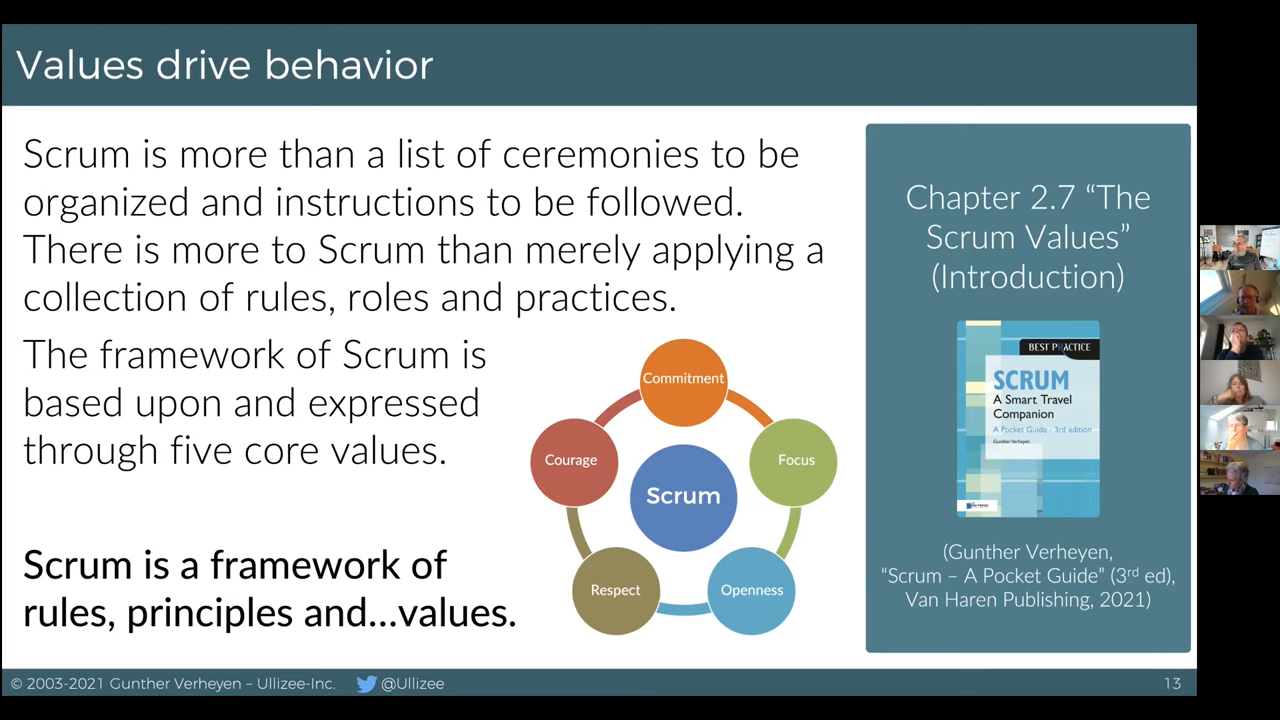 Values drive behavior
Scrum is more than a list of ceremonies to be
organized and instructions to be followed.
There is more to Scrum than merely applying a
collection of rules, roles and practices.
The framework of Scrum is
based upon and expressed
through five core values.
Scrum is a framework of
rules, principles and...values.
Commitment
Courage
Focus
Scrum
Respect
Openness
Chapter 2.7 “The
Scrum Values”
(Introduction)
BEST PRACTICE
SCRUM
A Smart Travel
Companion
A Pocket Guide - 3rd edition
Gunther Verheyen
Van Haren
(Gunther Verheyen,
“Scrum – A Pocket Guide” (3rd ed),
Van Haren Publishing, 2021)
© 2003-2021 Gunther Verheyen – Ullizee-Inc.
@Ullizee
13